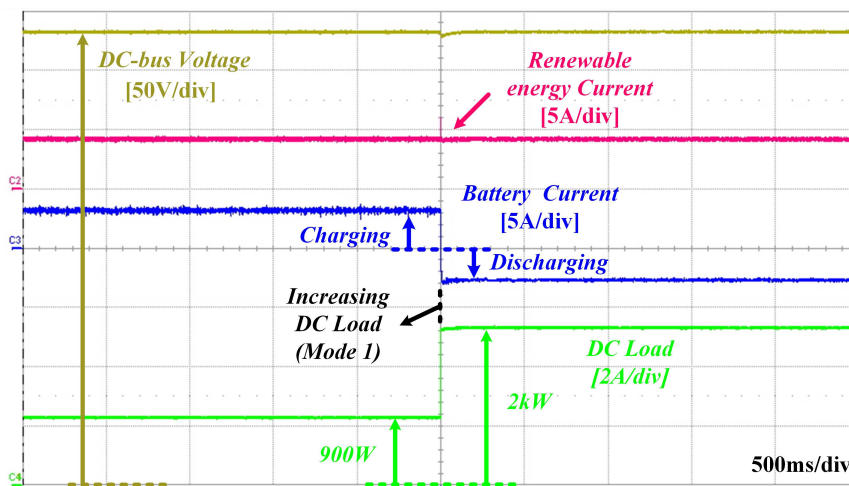 DC-bus Voltage
[50V/div]
Renewable
energy Current
[5A/div]
C2
Battery Current
[5A/div]
Charging
C3
Discharging
Increasing
DC Load
(Mode 1)
DC Load
[2A/div]
2kW
900W
500ms/div
C4